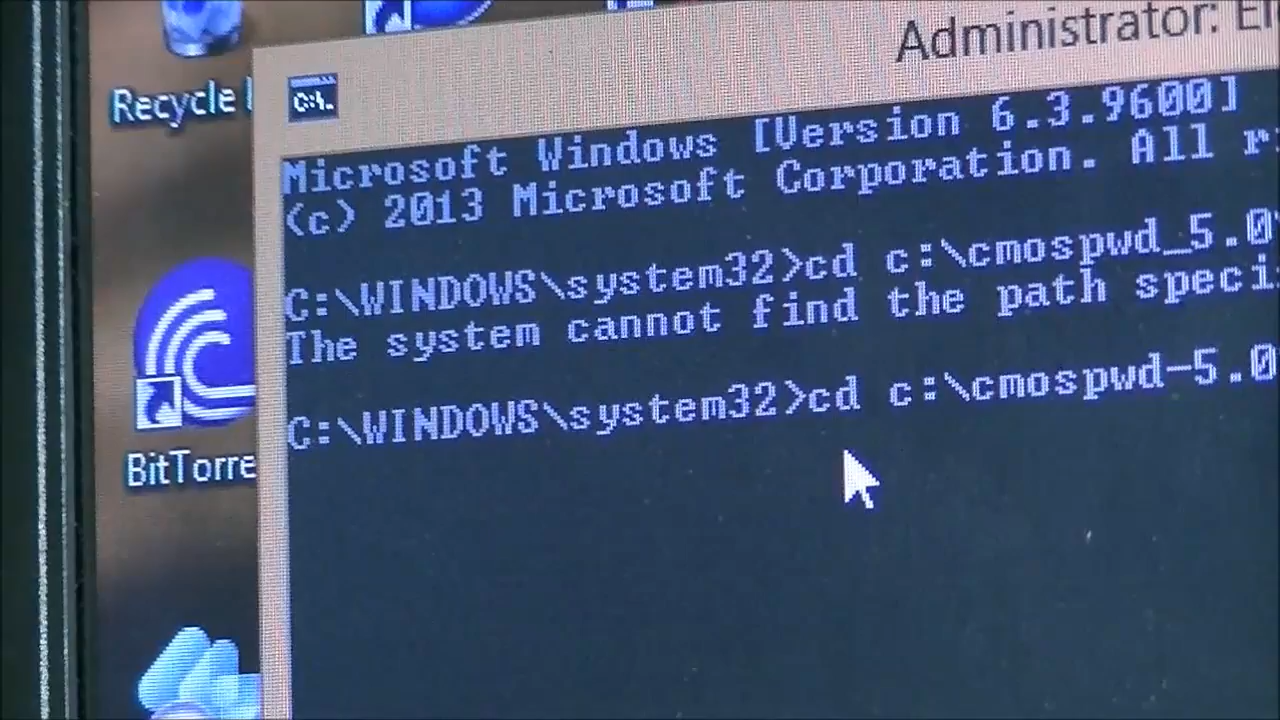 Recycle
Administrator:
Microsoft Windows [Version 6.3.9600]
(c) 2013 Microsoft Corporation. All r
C:\WINDOWS\system32>cd c:\cmospwd_5.0
The system cannot find the path speci
C:\WINDOWS\system32>cd c:\cmospwd-5.0
BitTorre